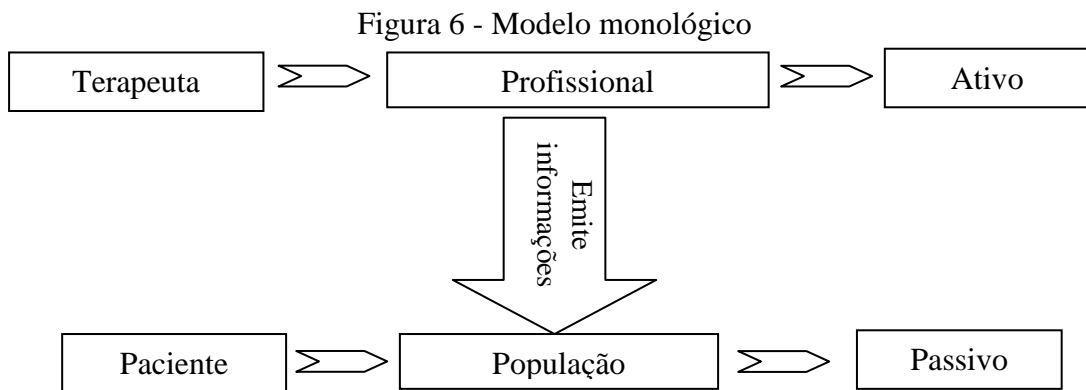 Figura 6 - Modelo monológico
Terapeuta
Profissional
Ativo
Emite
informações
Paciente
População
Passivo